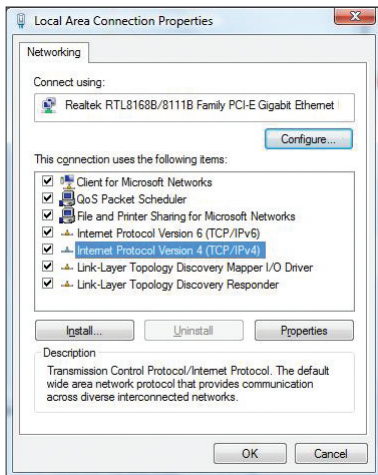 Local Area Connection Properties
Networking
Connect using:
Realtek RTL8168B/8111B Family PCI-E Gigabit Ethernet
Configure...
This connection uses the following items:
Client for Microsoft Networks
QoS Packet Scheduler
File and Printer Sharing for Microsoft Networks
Internet Protocol Version 6 (TCP/IPv6)
Internet Protocol Version 4 (TCP/IPv4)
Link-Layer Topology Discovery Mapper I/O Driver
Link-Layer Topology Discovery Responder
Install... Uninstall Properties
Description
Transmission Control Protocol/Internet Protocol. The default
wide area network protocol that provides communication
across diverse interconnected networks.
OK Cancel